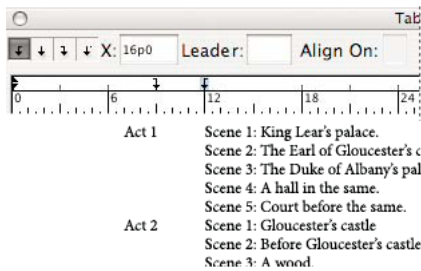 Tab
X: 16p0 Leader: Align On:
0 6 12 18 24
Act 1 Scene 1: King Lear's palace.
Scene 2: The Earl of Gloucester's c
Scene 3: The Duke of Albany's pal
Scene 4: A hall in the same.
Scene 5: Court before the same.
Act 2 Scene 1: Gloucester's castle
Scene 2: Before Gloucester's castle
Scene 3: A wood.